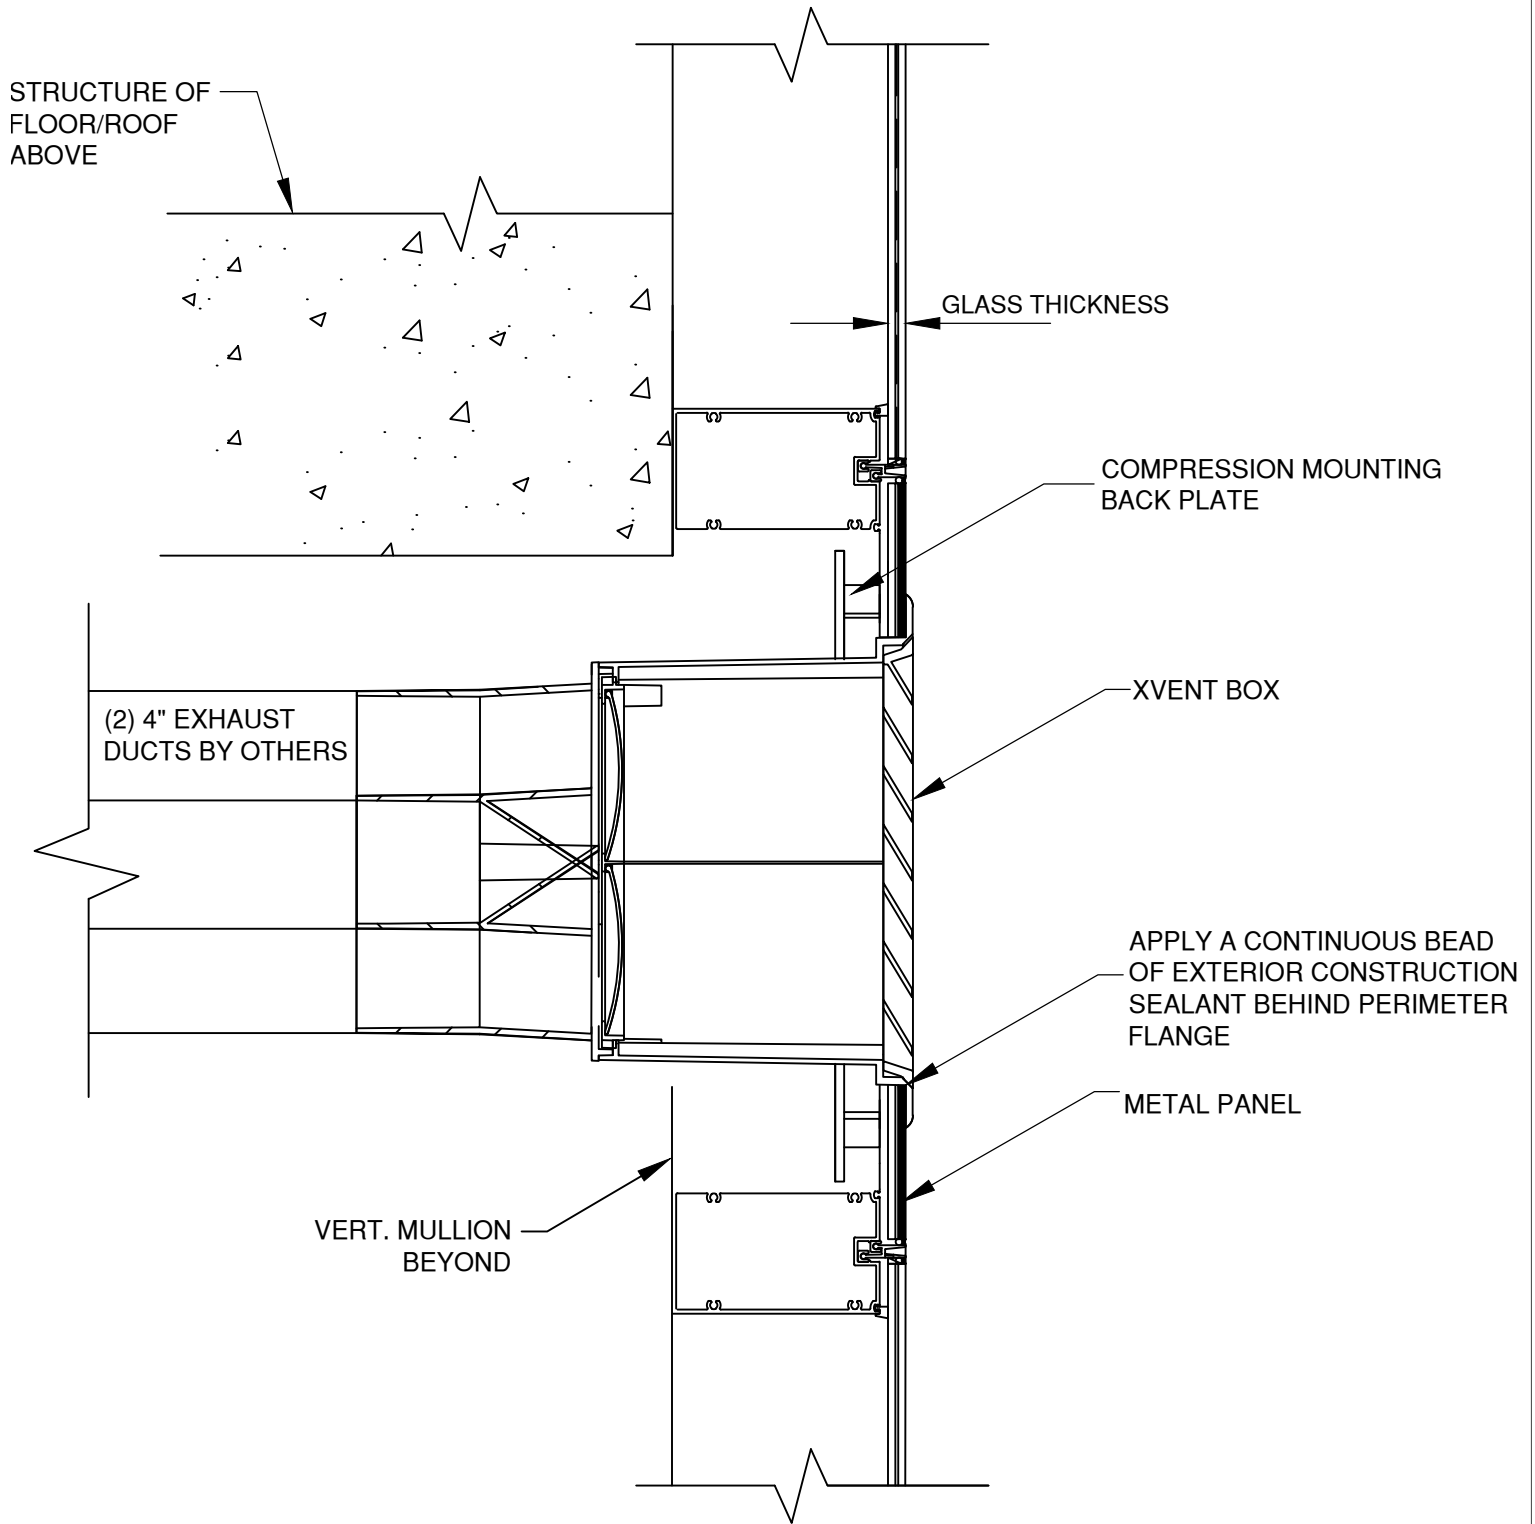 STRUCTURE OF
FLOOR/ROOF
ABOVE
GLASS THICKNESS
COMPRESSION MOUNTING
BACK PLATE
XVENT BOX
(2) 4" EXHAUST
DUCTS BY OTHERS
APPLY A CONTINUOUS BEAD
OF EXTERIOR CONSTRUCTION
SEALANT BEHIND PERIMETER
FLANGE
METAL PANEL
VERT. MULLION
BEYOND